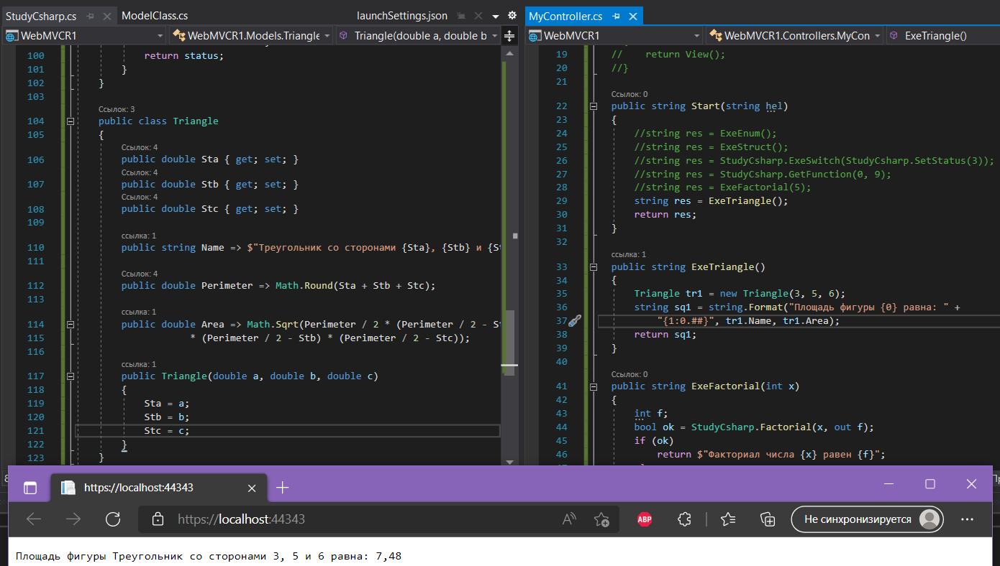 StudyCsharp.cs
ModelClass.cs
launchSettings.json
WebMVCR1
WebMVCR1.Models.Triangle
Triangle(double a, double b
100 return status;
101 }
102 }
103
Ссылок: 3
104 public class Triangle
105 {
Ссылок: 4
106 public double Sta { get; set; }
Ссылок: 4
107 public double Stb { get; set; }
Ссылок: 4
108 public double Stc { get; set; }
109
ссылка: 1
110 public string Name => $"Треугольник со сторонами {Sta}, {Stb} и {St
111
Ссылок: 4
112 public double Perimeter => Math.Round(Sta + Stb + Stc);
113
ссылка: 1
114 public double Area => Math.Sqrt(Perimeter / 2 * (Perimeter / 2 - St
115 * (Perimeter / 2 - Stb) * (Perimeter / 2 - Stc));
116
ссылка: 1
117 public Triangle(double a, double b, double c)
118 {
119 Sta = a;
120 Stb = b;
121 Stc = c;
122 }
123 }
MyController.cs
WebMVCR1
WebMVCR1.Controllers.MyCon
ExeTriangle()
19 // return View();
20 //}
21
Ссылок: 0
22 public string Start(string hel)
23 {
24 //string res = ExeEnum();
25 //string res = ExeStruct();
26 //string res = StudyCsharp.ExeSwitch(StudyCsharp.SetStatus(3));
27 //string res = StudyCsharp.GetFunction(0, 9);
28 //string res = ExeFactorial(5);
29 string res = ExeTriangle();
30 return res;
31 }
32
ссылка: 1
33 public string ExeTriangle()
34 {
35 Triangle tr1 = new Triangle(3, 5, 6);
36 string sq1 = string.Format("Площадь фигуры {0} равна: " +
37 "{1:0.##}", tr1.Name, tr1.Area);
38 return sq1;
39 }
40
Ссылок: 0
41 public string ExeFactorial(int x)
42 {
43 int f;
44 bool ok = StudyCsharp.Factorial(x, out f);
45 if (ok)
46 return $"Факториал числа {x} равен {f}";
https://localhost:44343
https://localhost:44343
ABP
Не синхронизируется
Площадь фигуры Треугольник со сторонами 3, 5 и 6 равна: 7,48